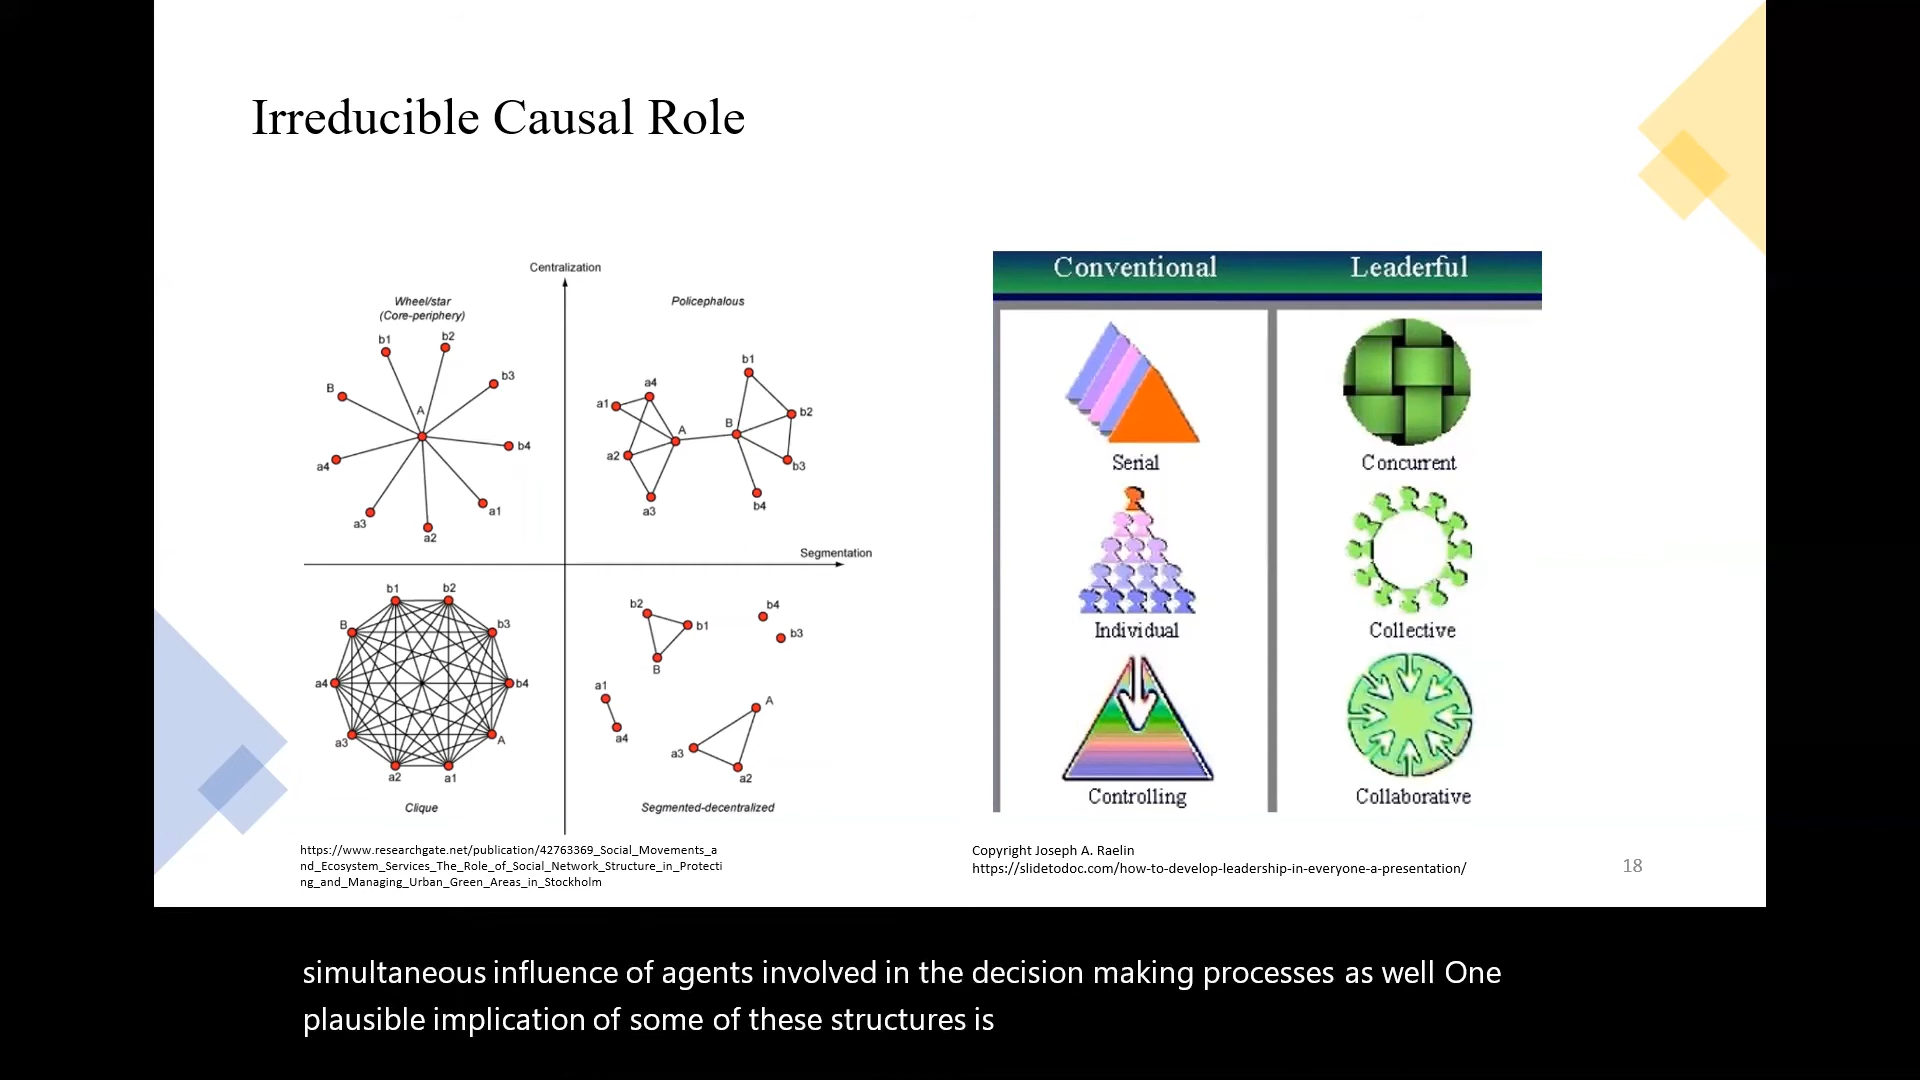 Irreducible Causal Role
Centralization
Wheel/star
(Core-periphery)
b1
b2
b3
B
A
b4
a4
a1
a3
a2
Policephalous
b1
a4
a1
b2
A
B
a2
b3
b4
a3
Segmentation
b1
b2
B
b3
a4
b4
a3
A
a2
a1
Clique
b2
b1
B
b4
b3
a1
a4
A
a3
a2
Segmented-decentralized
https://www.researchgate.net/publication/42763369_Social_Movements_a
nd_Ecosystem_Services_The_Role_of_Social_Network_Structure_in_Protecti
ng_and_Managing_Urban_Green_Areas_in_Stockholm
Conventional
Leaderful
Serial
Concurrent
Individual
Collective
Controlling
Collaborative
Copyright Joseph A. Raelin
https://slidetodoc.com/how-to-develop-leadership-in-everyone-a-presentation/
18
simultaneous influence of agents involved in the decision making processes as well One
plausible implication of some of these structures is